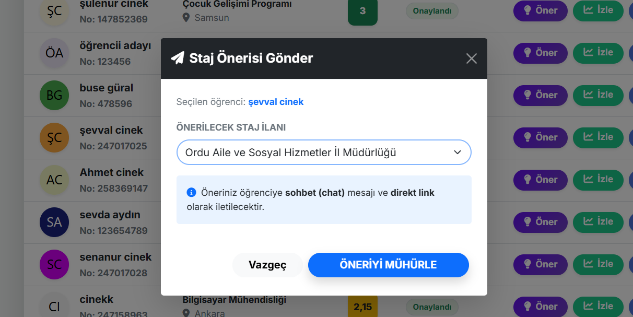 şulenur cinek
No: 147852369
Çocuk Gelişimi Programı
Samsun
3
Onaylandı
Öner
İzle
öğrencii adayı
No: 123456
ÖA
buse güral
No: 478596
BG
şevval cinek
No: 247017025
ŞC
Ahmet cinek
No: 258369147
AC
sevda aydın
No: 123654789
SA
senanur cinek
No: 247017028
SC
cinekk
No: 247158963
CI
Bilgisayar Mühendisliği
Ankara
2,15
Onaylandı
Staj Önerisi Gönder
Seçilen öğrenci: şevval cinek
ÖNERİLECEK STAJ İLANI
Ordu Aile ve Sosyal Hizmetler İl Müdürlüğü
Öneriniz öğrenciye sohbet (chat) mesajı ve direkt link
olarak iletilecektir.
Vazgeç
ÖNERİYİ MÜHÜRLE
Öner
İzle
Öner
İzle
Öner
İzle
Öner
İzle
Öner
İzle
Öner
İzle
Öner
İzle